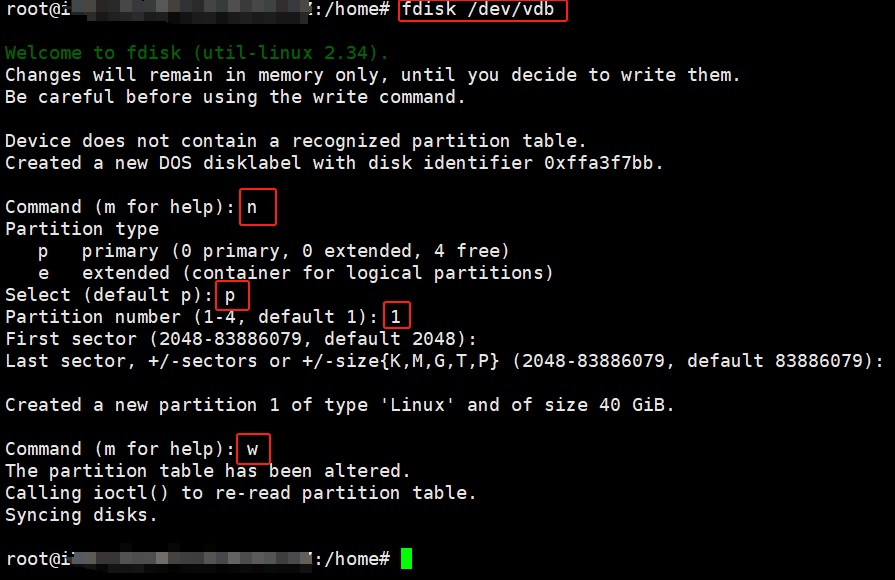 root@i :/home# fdisk /dev/vdb
Welcome to fdisk (util-linux 2.34).
Changes will remain in memory only, until you decide to write them.
Be careful before using the write command.
Device does not contain a recognized partition table.
Created a new DOS disklabel with disk identifier 0xffa3f7bb.
Command (m for help): n
Partition type
p primary (0 primary, 0 extended, 4 free)
e extended (container for logical partitions)
Select (default p): p
Partition number (1-4, default 1): 1
First sector (2048-83886079, default 2048):
Last sector, +/-sectors or +/-size{K,M,G,T,P} (2048-83886079, default 83886079):
Created a new partition 1 of type 'Linux' and of size 40 GiB.
Command (m for help): w
The partition table has been altered.
Calling ioctl() to re-read partition table.
Syncing disks.
root@i :/home#